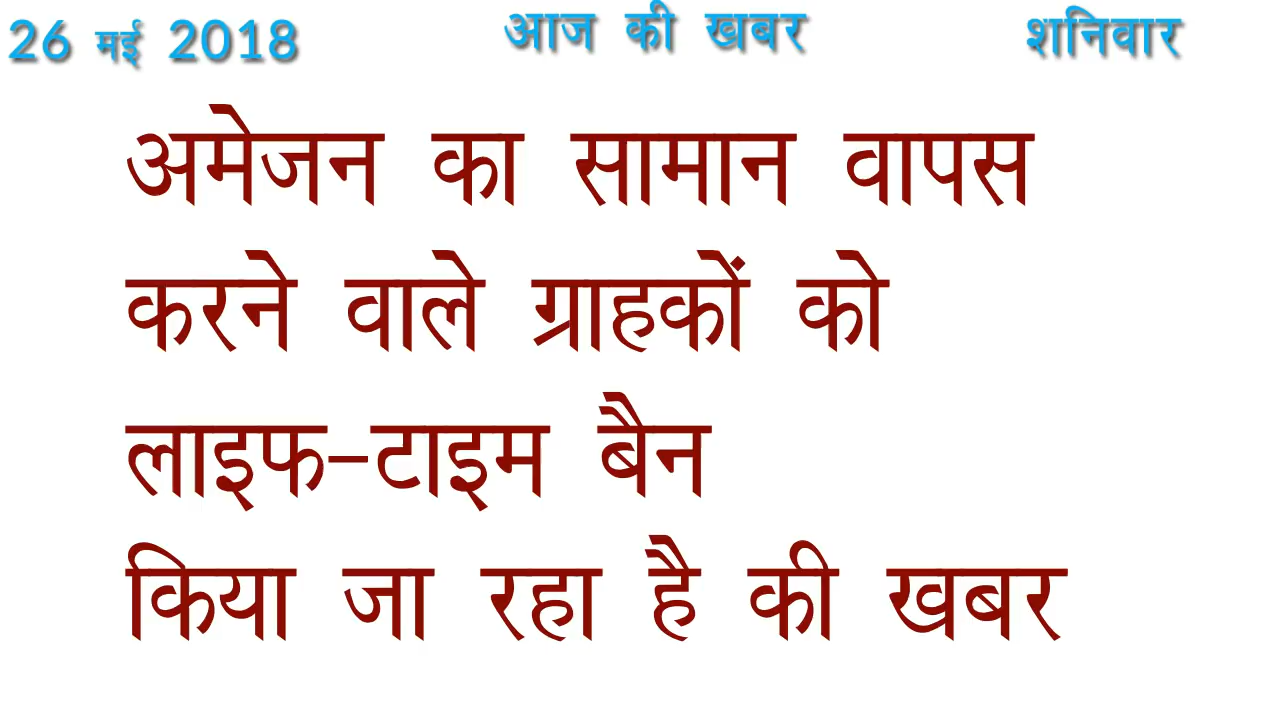 26 मई 2018 आज की खबर शनिवार
अमेजन का सामान वापस
करने वाले ग्राहकों को
लाइफ-टाइम बैन
किया जा रहा है की खबर